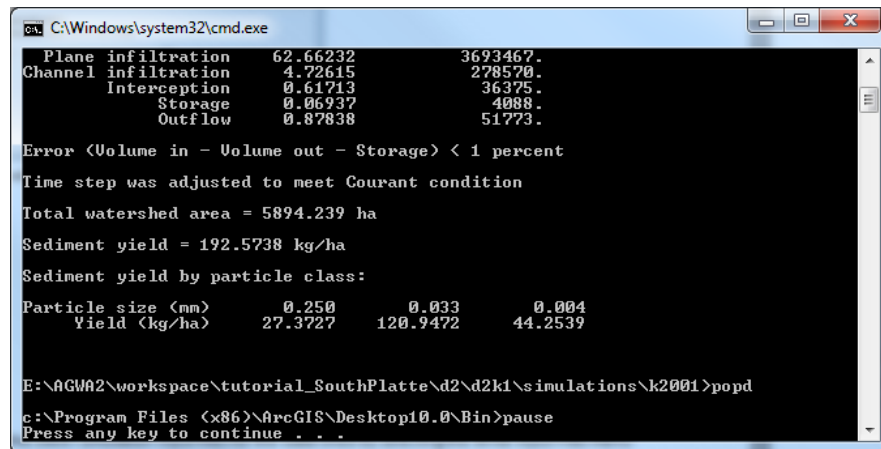 C:\Windows\system32\cmd.exe
Plane infiltration 62.66232 3693467.
Channel infiltration 4.72615 278570.
Interception 0.61713 36375.
Storage 0.06937 4088.
Outflow 0.87838 51773.
Error (Volume in - Volume out - Storage) < 1 percent
Time step was adjusted to meet Courant condition
Total watershed area = 5894.239 ha
Sediment yield = 192.5738 kg/ha
Sediment yield by particle class:
Particle size (mm) 0.250 0.033 0.004
Yield (kg/ha) 27.3727 120.9472 44.2539
E:\AGWA2\workspace\tutorial_SouthPlatte\d2\d2k1\simulations\k2001>popd
c:\Program Files (x86)\ArcGIS\Desktop10.0\Bin>pause
Press any key to continue . . .